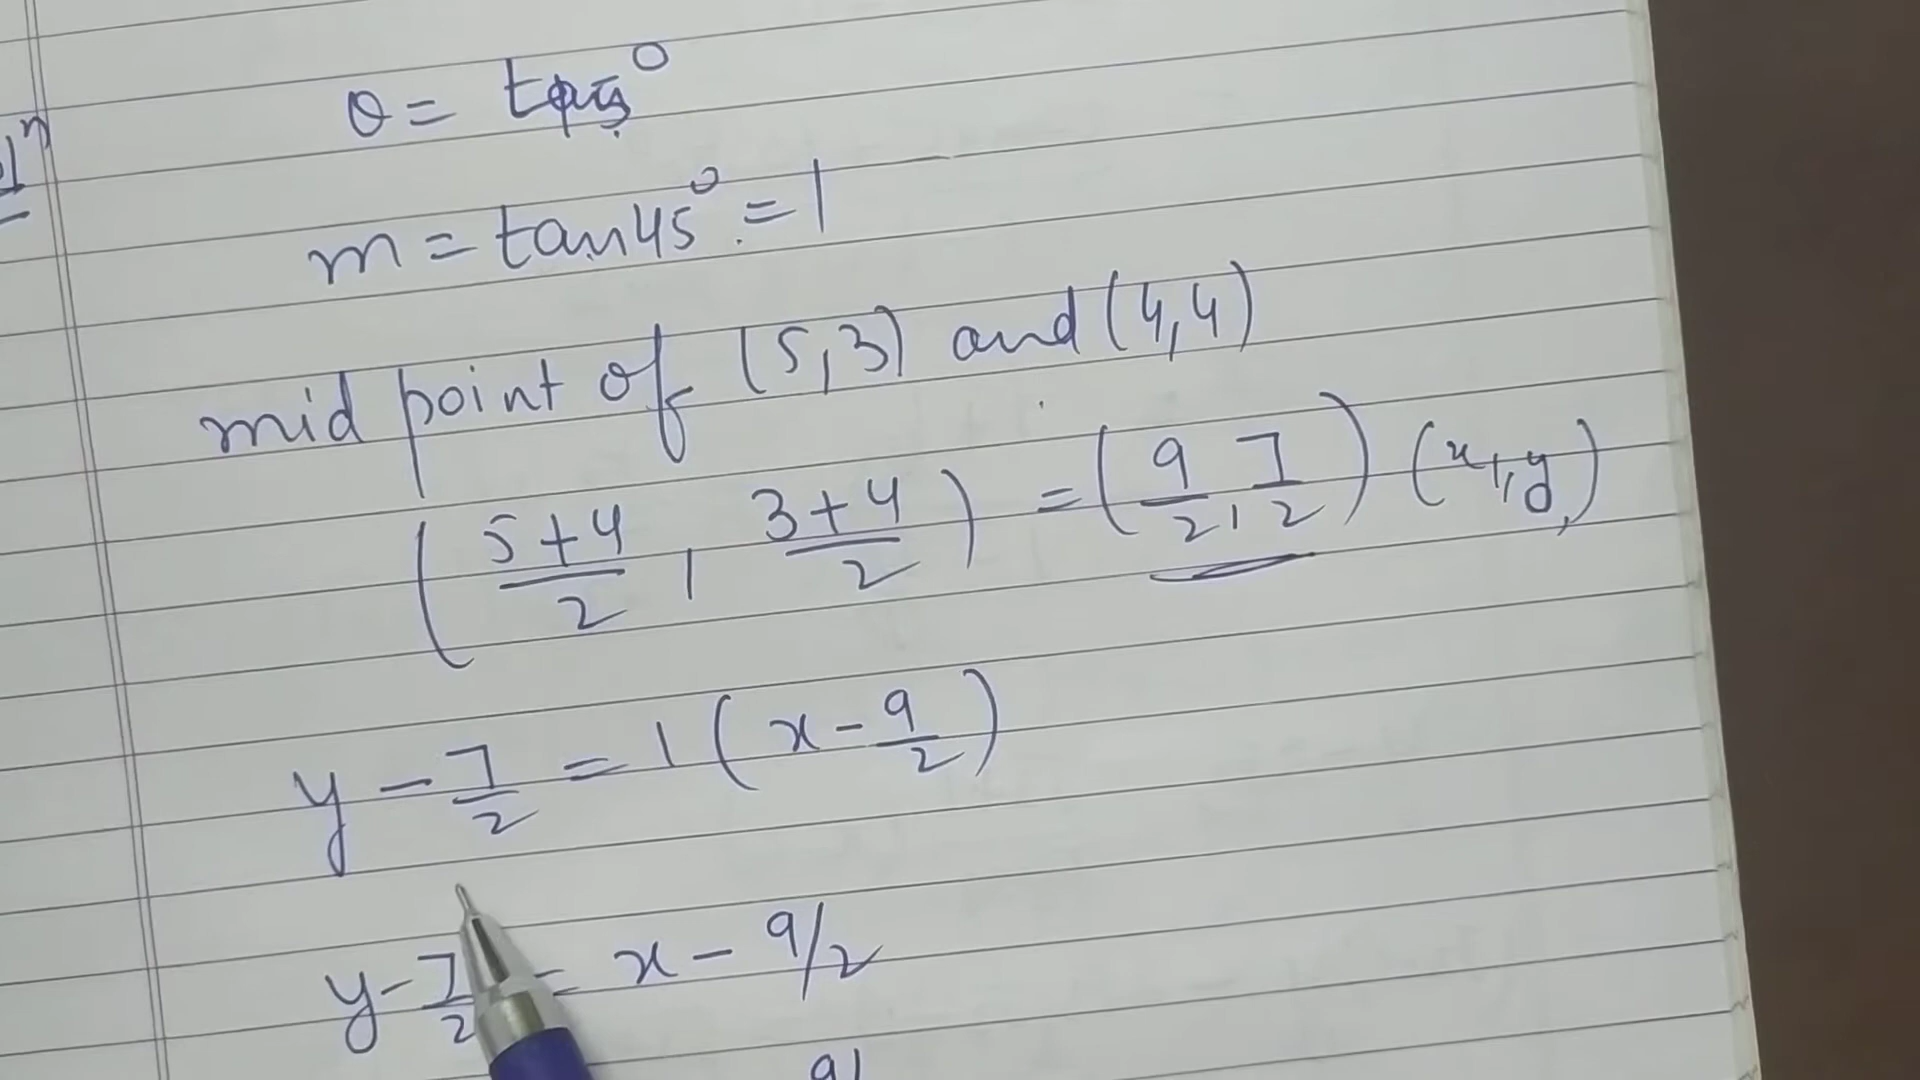 m = tan45° = 1
mid point of (5,3) and (4,4)
(5+4/2, 3+4/2) = (9/2, 7/2) (x₁,y₁)
y - 7/2 = 1(x - 9/2)
y - 7/2 = x - 9/2